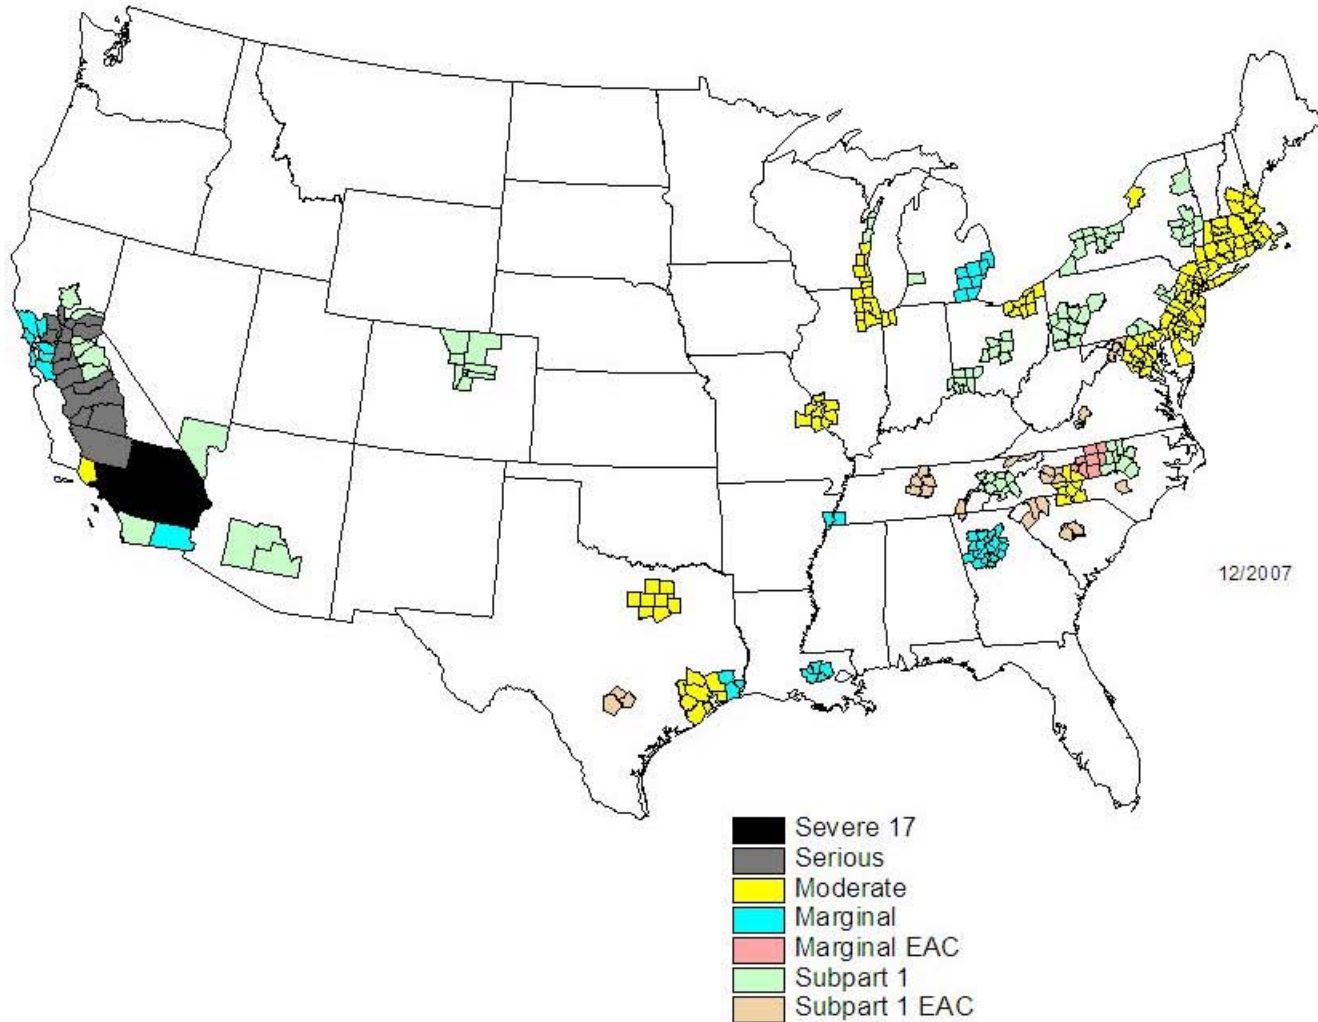 12/2007
Severe 17
Serious
Moderate
Marginal
Marginal EAC
Subpart 1
Subpart 1 EAC